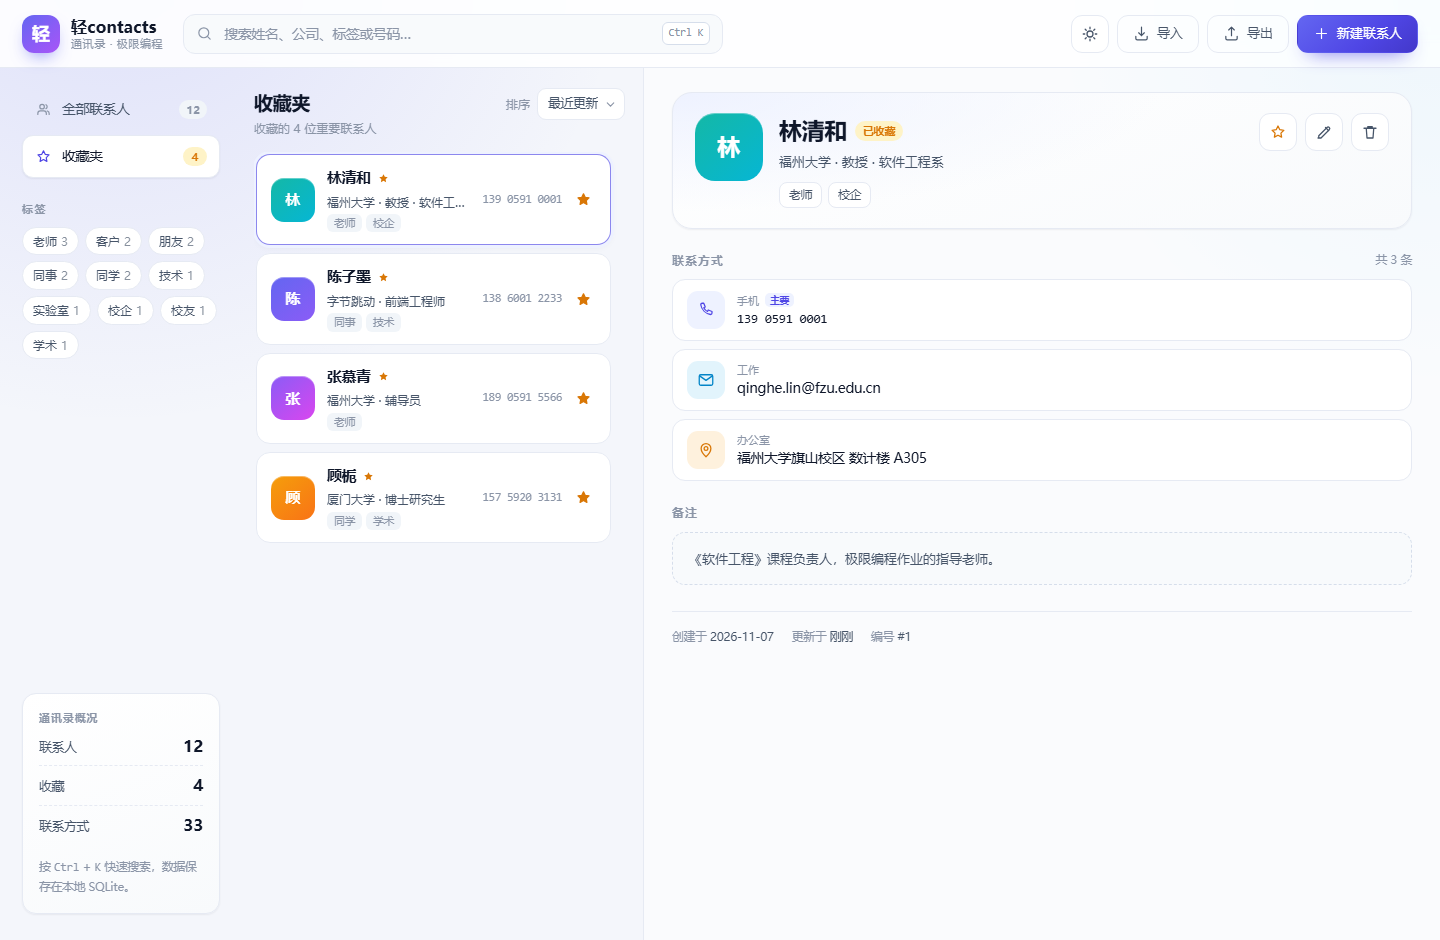 轻
轻contacts
通讯录 · 极限编程
搜索姓名、公司、标签或号码...
Ctrl K
导入
导出
新建联系人
全部联系人 12
收藏夹 4
标签
老师 3 客户 2 朋友 2
同事 2 同学 2 技术 1
实验室 1 校企 1 校友 1
学术 1
通讯录概况
联系人 12
收藏 4
联系方式 33
按 Ctrl + K 快速搜索，数据保
存在本地 SQLite。
收藏夹
收藏的 4 位重要联系人
排序 最近更新
林
林清和
福州大学 · 教授 · 软件工...
老师 校企
139 0591 0001
陈
陈子墨
字节跳动 · 前端工程师
同事 技术
138 6001 2233
张
张慕青
福州大学 · 辅导员
老师
189 0591 5566
顾
顾栀
厦门大学 · 博士研究生
同学 学术
157 5920 3131
林
林清和 已收藏
福州大学 · 教授 · 软件工程系
老师 校企
联系方式 共 3 条
手机 主要
139 0591 0001
工作
qinghe.lin@fzu.edu.cn
办公室
福州大学旗山校区 数计楼 A305
备注
《软件工程》课程负责人，极限编程作业的指导老师。
创建于 2026-11-07 更新于 刚刚 编号 #1